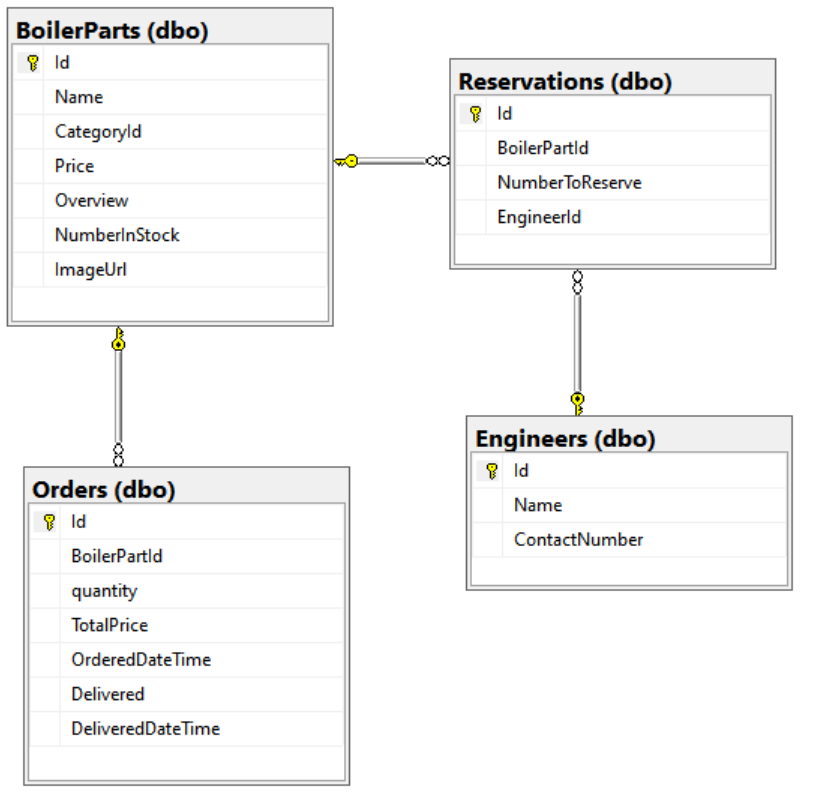 BoilerParts (dbo)
Id
Name
CategoryId
Price
Overview
NumberInStock
ImageUrl
Reservations (dbo)
Id
BoilerPartId
NumberToReserve
EngineerId
Orders (dbo)
Id
BoilerPartId
quantity
TotalPrice
OrderedDateTime
Delivered
DeliveredDateTime
Engineers (dbo)
Id
Name
ContactNumber